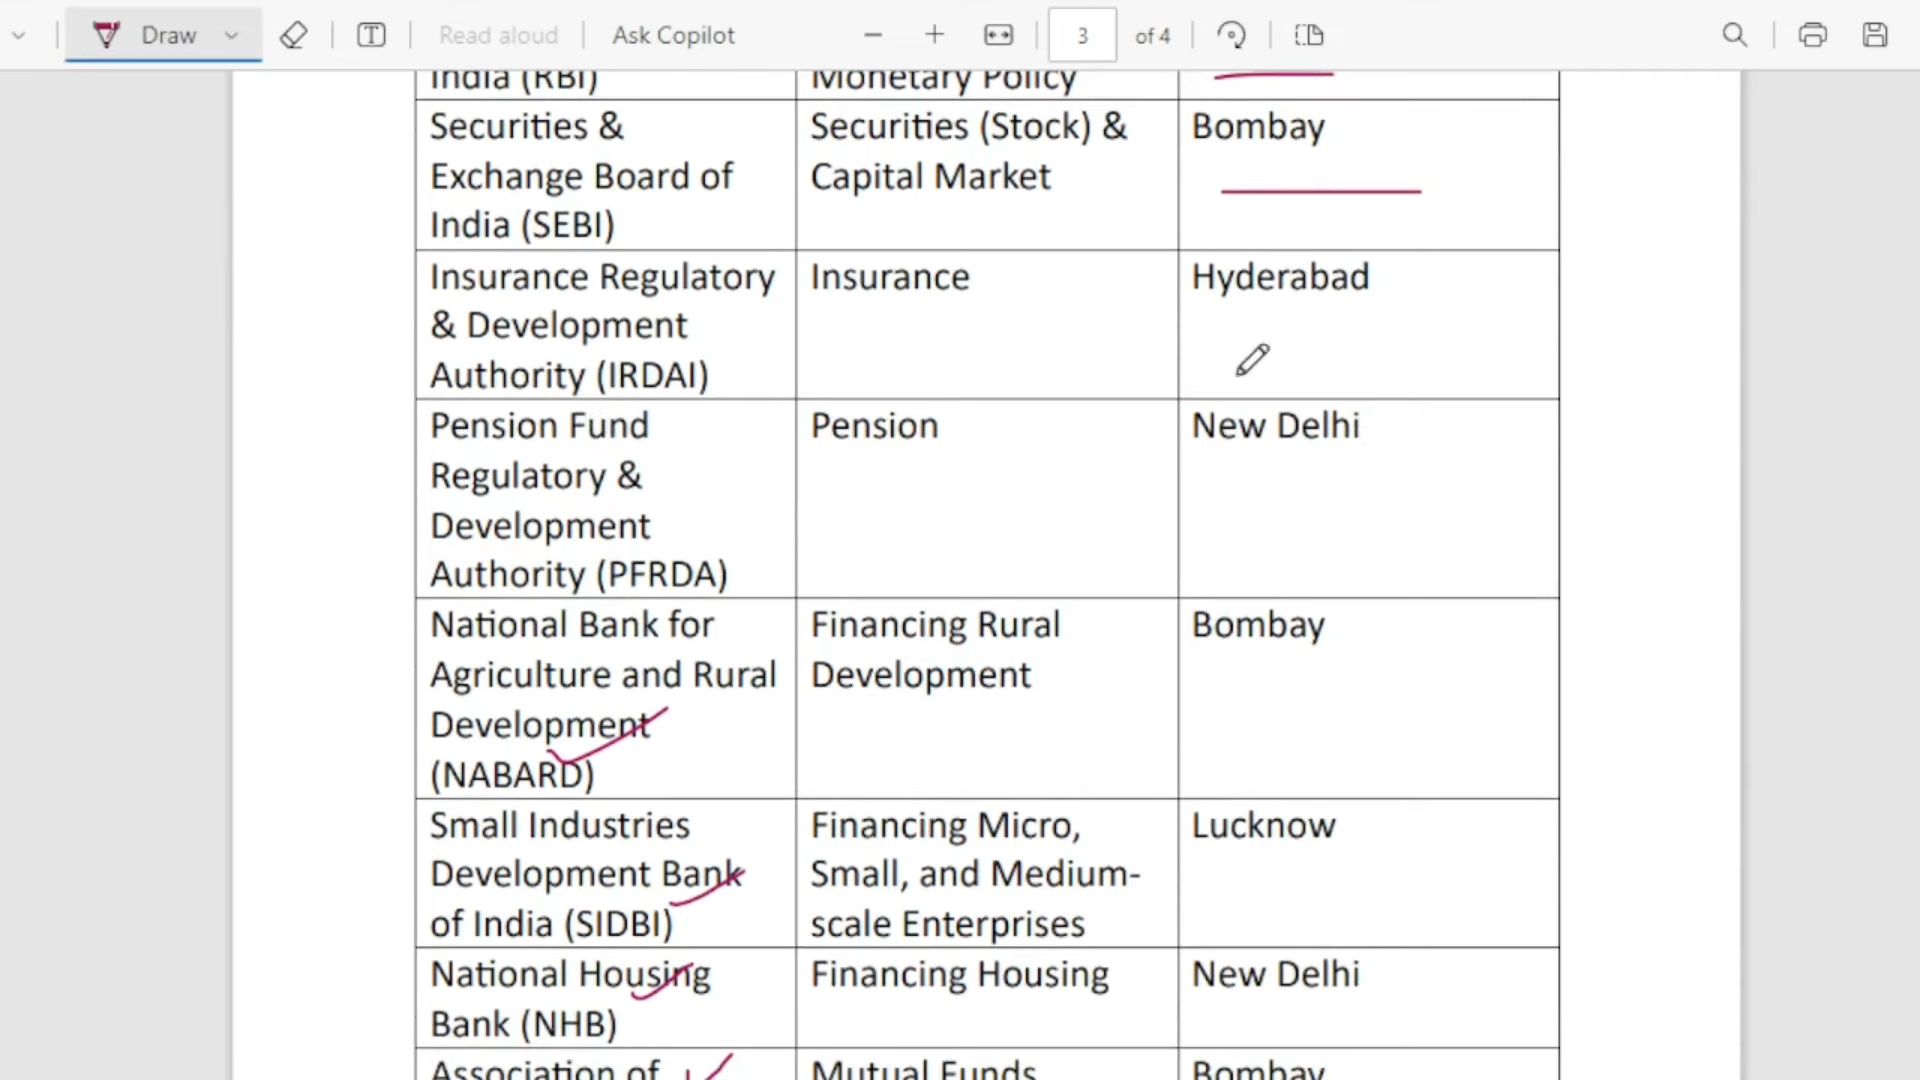 Draw
Read aloud
Ask Copilot
3
of 4
India (RBI)
Monetary Policy
Securities &
Exchange Board of
India (SEBI)
Securities (Stock) &
Capital Market
Bombay
Insurance Regulatory
& Development
Authority (IRDAI)
Insurance
Hyderabad
Pension Fund
Regulatory &
Development
Authority (PFRDA)
Pension
New Delhi
National Bank for
Agriculture and Rural
Development
(NABARD)
Financing Rural
Development
Bombay
Small Industries
Development Bank
of India (SIDBI)
Financing Micro,
Small, and Medium-
scale Enterprises
Lucknow
National Housing
Bank (NHB)
Financing Housing
New Delhi
Association of
Mutual Funds
Bombay